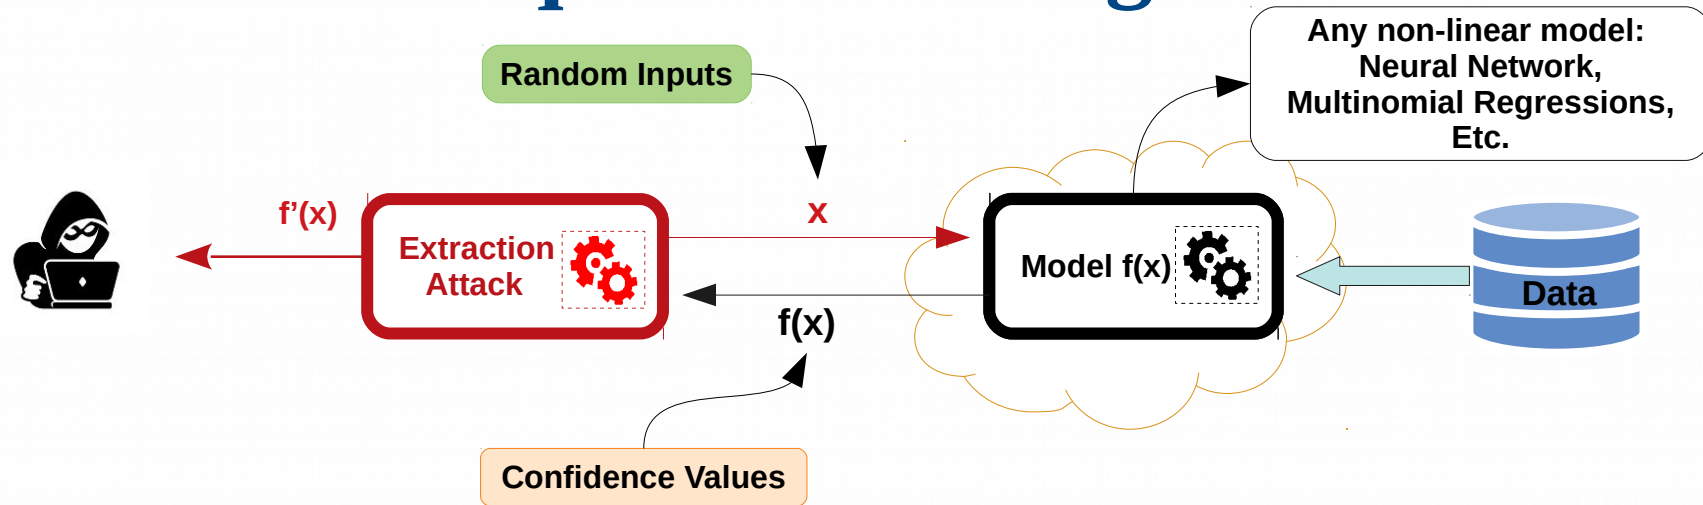 Any non-linear model:
Neural Network,
Multinomial Regressions,
Etc.
Random Inputs
f'(x)
x
Extraction
Attack
Model f(x)
Data
f(x)
Confidence Values